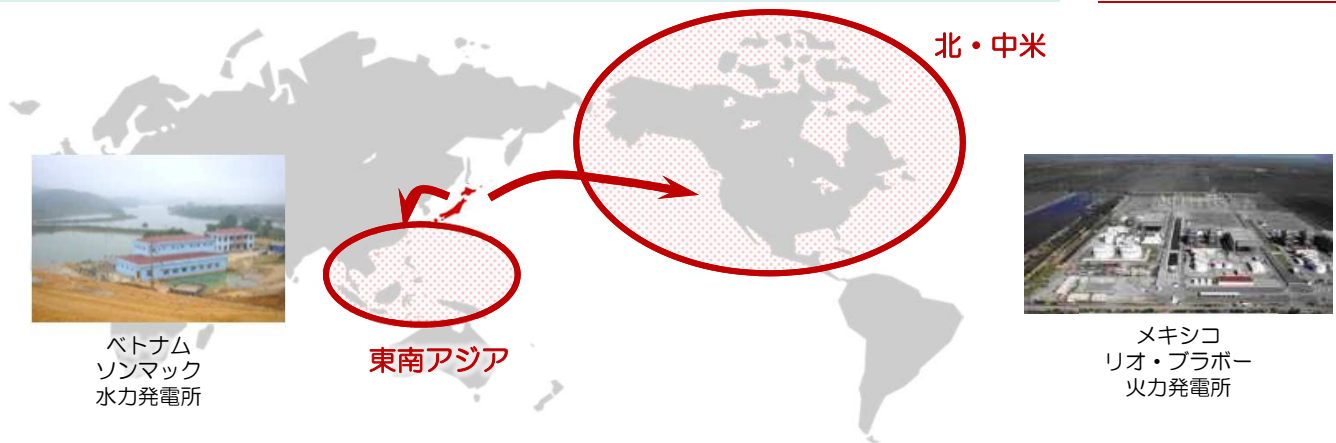 北・中米
東南アジア
ベトナム
ソンマック
水力発電所
メキシコ
リオ・ブラボー
火力発電所